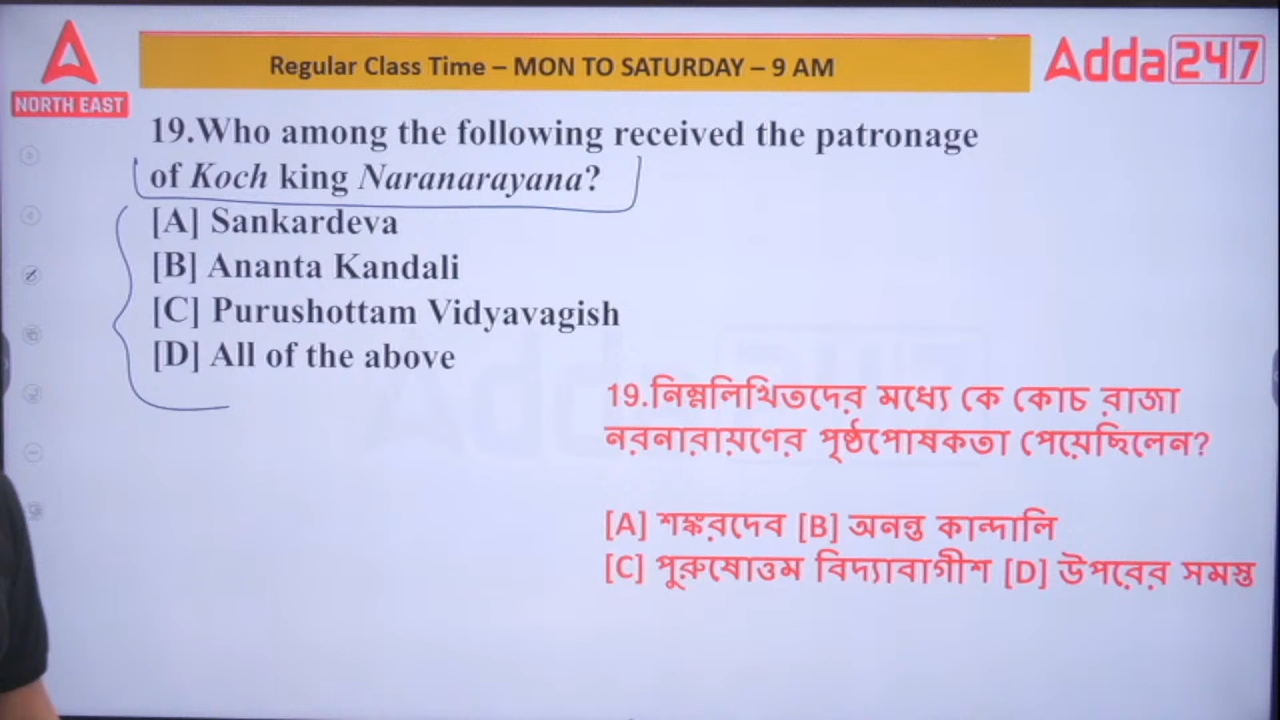 Regular Class Time – MON TO SATURDAY – 9 AM
Adda 247
NORTH EAST
19.Who among the following received the patronage
of Koch king Naranarayana?
[A] Sankardeva
[B] Ananta Kandali
[C] Purushottam Vidyavagish
[D] All of the above
19.নিম্নলিখিতদের মধ্যে কে কোচ রাজা
নরনারায়ণের পৃষ্ঠপোষকতা পেয়েছিলেন?
[A] শঙ্করদেব [B] অনন্ত কান্দালি
[C] পুরুষোত্তম বিদ্যাবাগীশ [D] উপরের সমস্ত